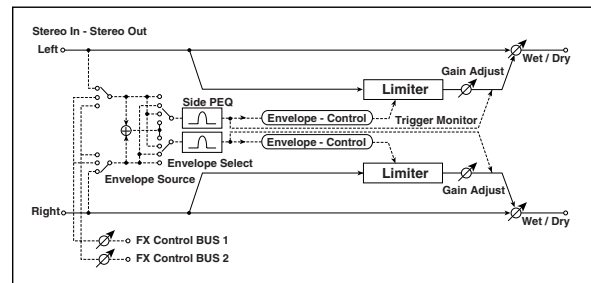 Stereo In - Stereo Out
Left
Wet / Dry
Gain Adjust
Limiter
Side PEQ
Envelope - Control
Trigger Monitor
Envelope - Control
Envelope Select
Envelope Source
Limiter
Gain Adjust
Right
Wet / Dry
FX Control BUS 1
FX Control BUS 2